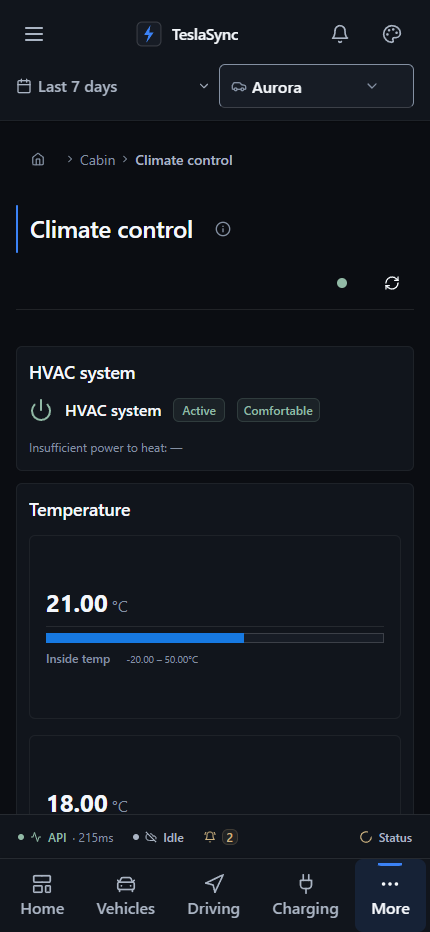 TeslaSync
Last 7 days
Aurora
Cabin
Climate control
Climate control
HVAC system
HVAC system
Active
Comfortable
Insufficient power to heat: —
Temperature
21.00 °C
Inside temp
-20.00 – 50.00°C
18.00 °C
API · 215ms
Idle
2
Status
Home
Vehicles
Driving
Charging
More